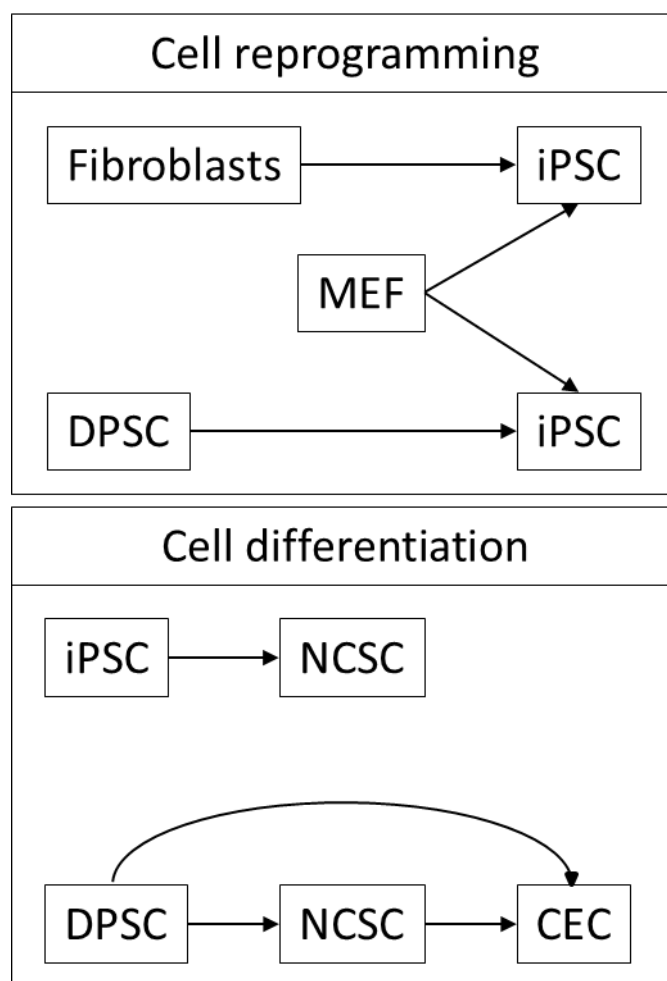 Cell reprogramming
Fibroblasts iPSC
MEF
DPSC iPSC
Cell differentiation
iPSC NCSC
DPSC NCSC CEC